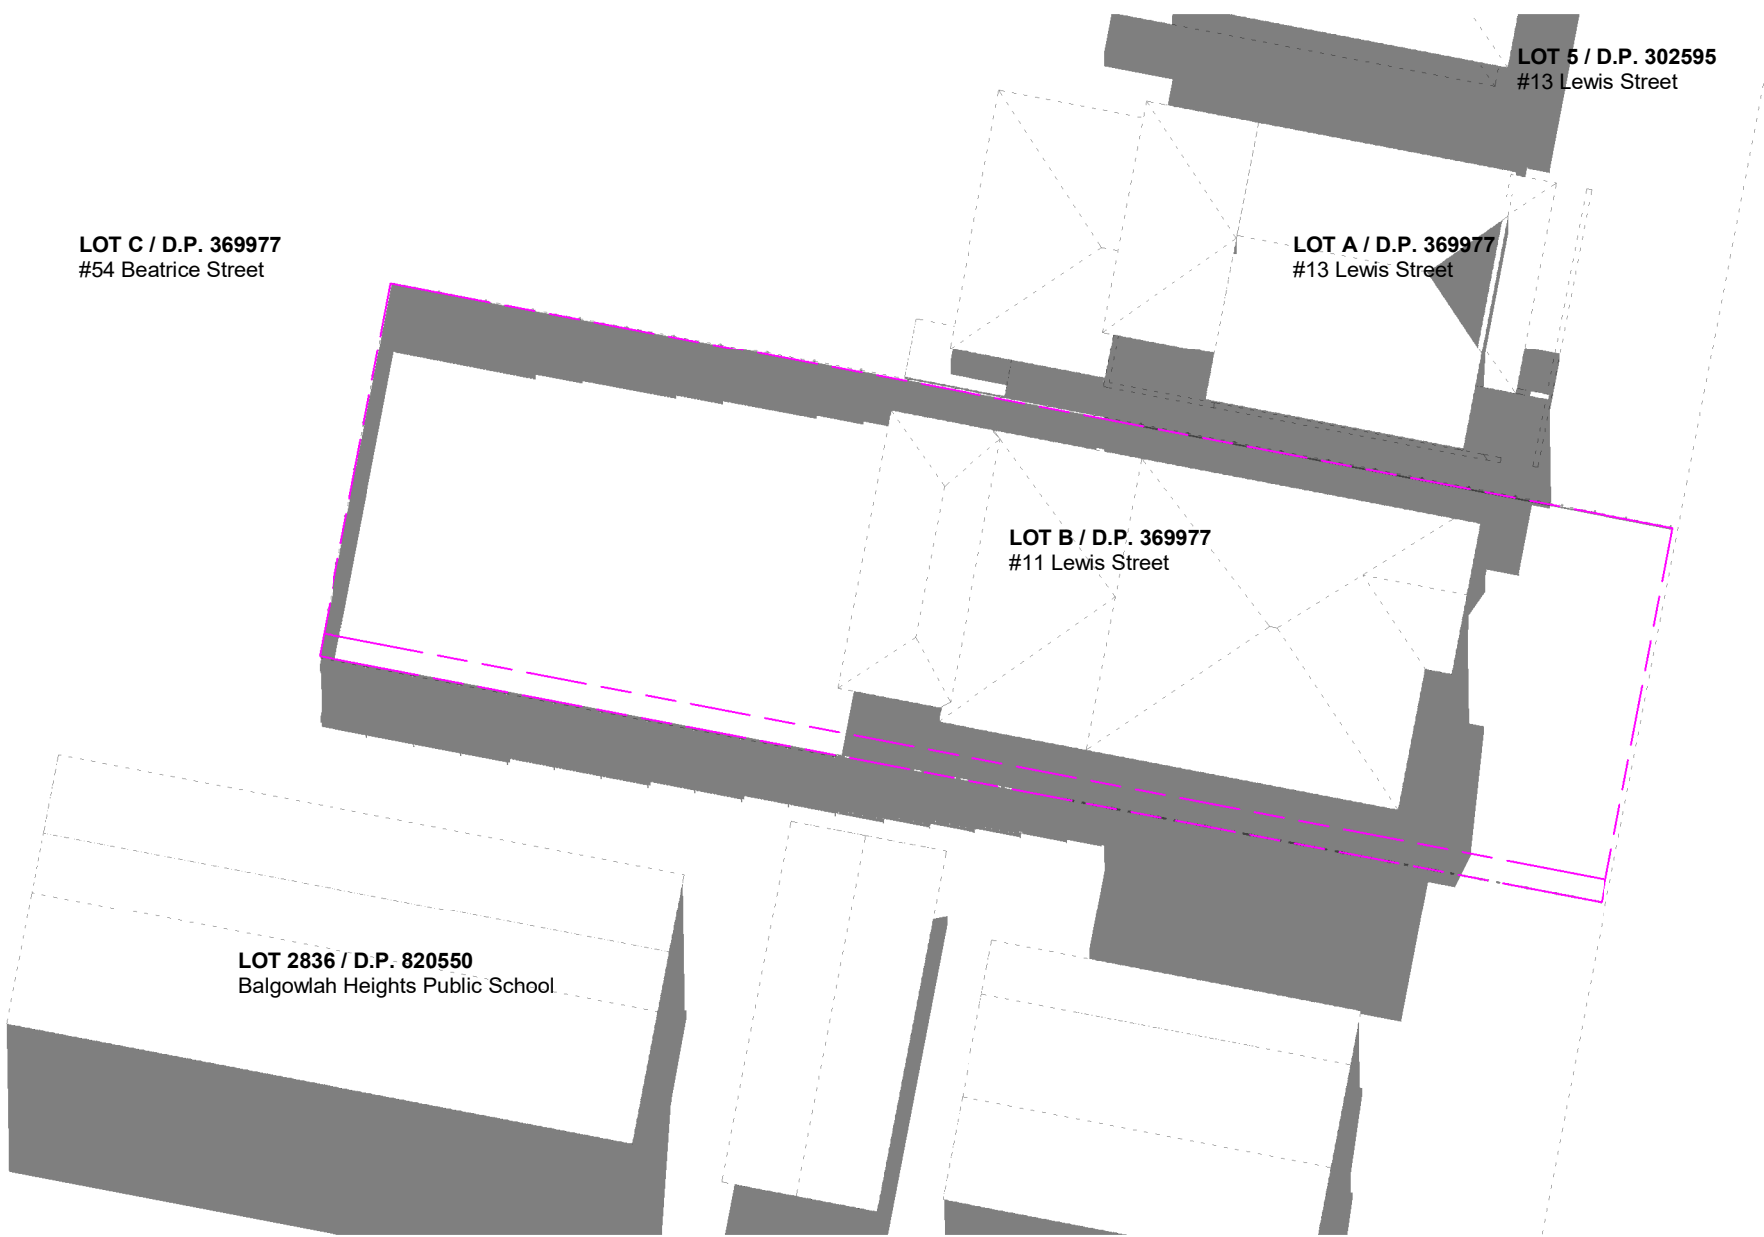 LOT 5 / D.P. 302595
#13 Lewis Street
LOT C / D.P. 369977
#54 Beatrice Street
LOT A / D.P. 369977
#13 Lewis Street
LOT B / D.P. 369977
#11 Lewis Street
LOT 2836 / D.P. 820550
Balgowlah Heights Public School